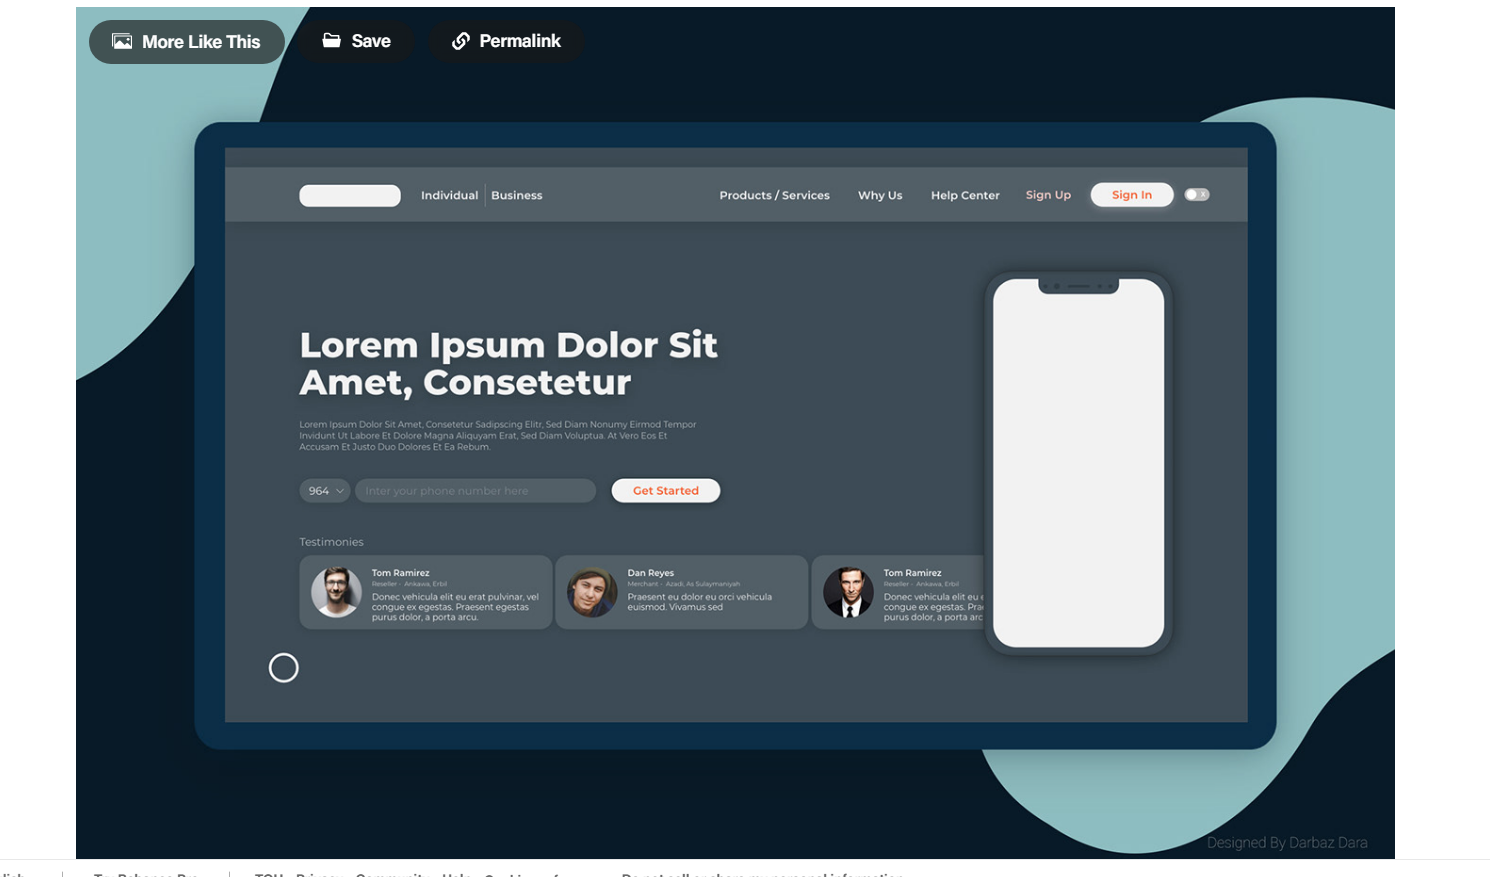 More Like This
Save
Permalink
Individual
Business
Products / Services
Why Us
Help Center
Sign Up
Sign In
Lorem Ipsum Dolor Sit
Amet, Consetetur
Lorem Ipsum Dolor Sit Amet, Consetetur Sadipscing Elitr, Sed Diam Nonumy Eirmod Tempor
Invidunt Ut Labore Et Dolore Magna Aliquyam Erat, Sed Diam Voluptua. At Vero Eos Et
Accusam Et Justo Duo Dolores Et Ea Rebum.
964
Inter your phone number here
Get Started
Testimonies
Tom Ramirez
Reseller - Ankawa, Erbil
Donec vehicula elit eu erat pulvinar, vel
congue ex egestas. Praesent egestas
purus dolor, a porta arcu.
Dan Reyes
Merchant - Azadi, As Sulaymaniyah
Praesent eu dolor eu orci vehicula
euismod. Vivamus sed
Tom Ramirez
Reseller - Ankawa, Erbil
Donec vehicula elit eu
congue ex egestas. Pra
purus dolor, a porta arc
Designed By Darbaz Dara